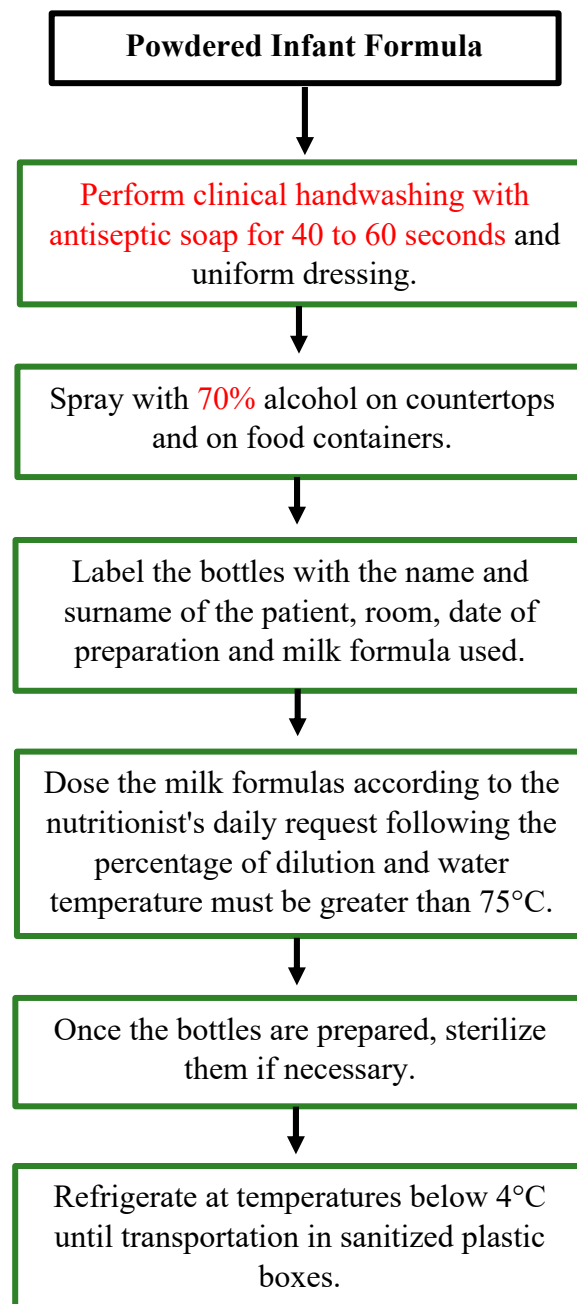 Powdered Infant Formula
Perform clinical handwashing with
antiseptic soap for 40 to 60 seconds and
uniform dressing.
Spray with 70% alcohol on countertops
and on food containers.
Label the bottles with the name and
surname of the patient, room, date of
preparation and milk formula used.
Dose the milk formulas according to the
nutritionist's daily request following the
percentage of dilution and water
temperature must be greater than 75°C.
Once the bottles are prepared, sterilize
them if necessary.
Refrigerate at temperatures below 4°C
until transportation in sanitized plastic
boxes.